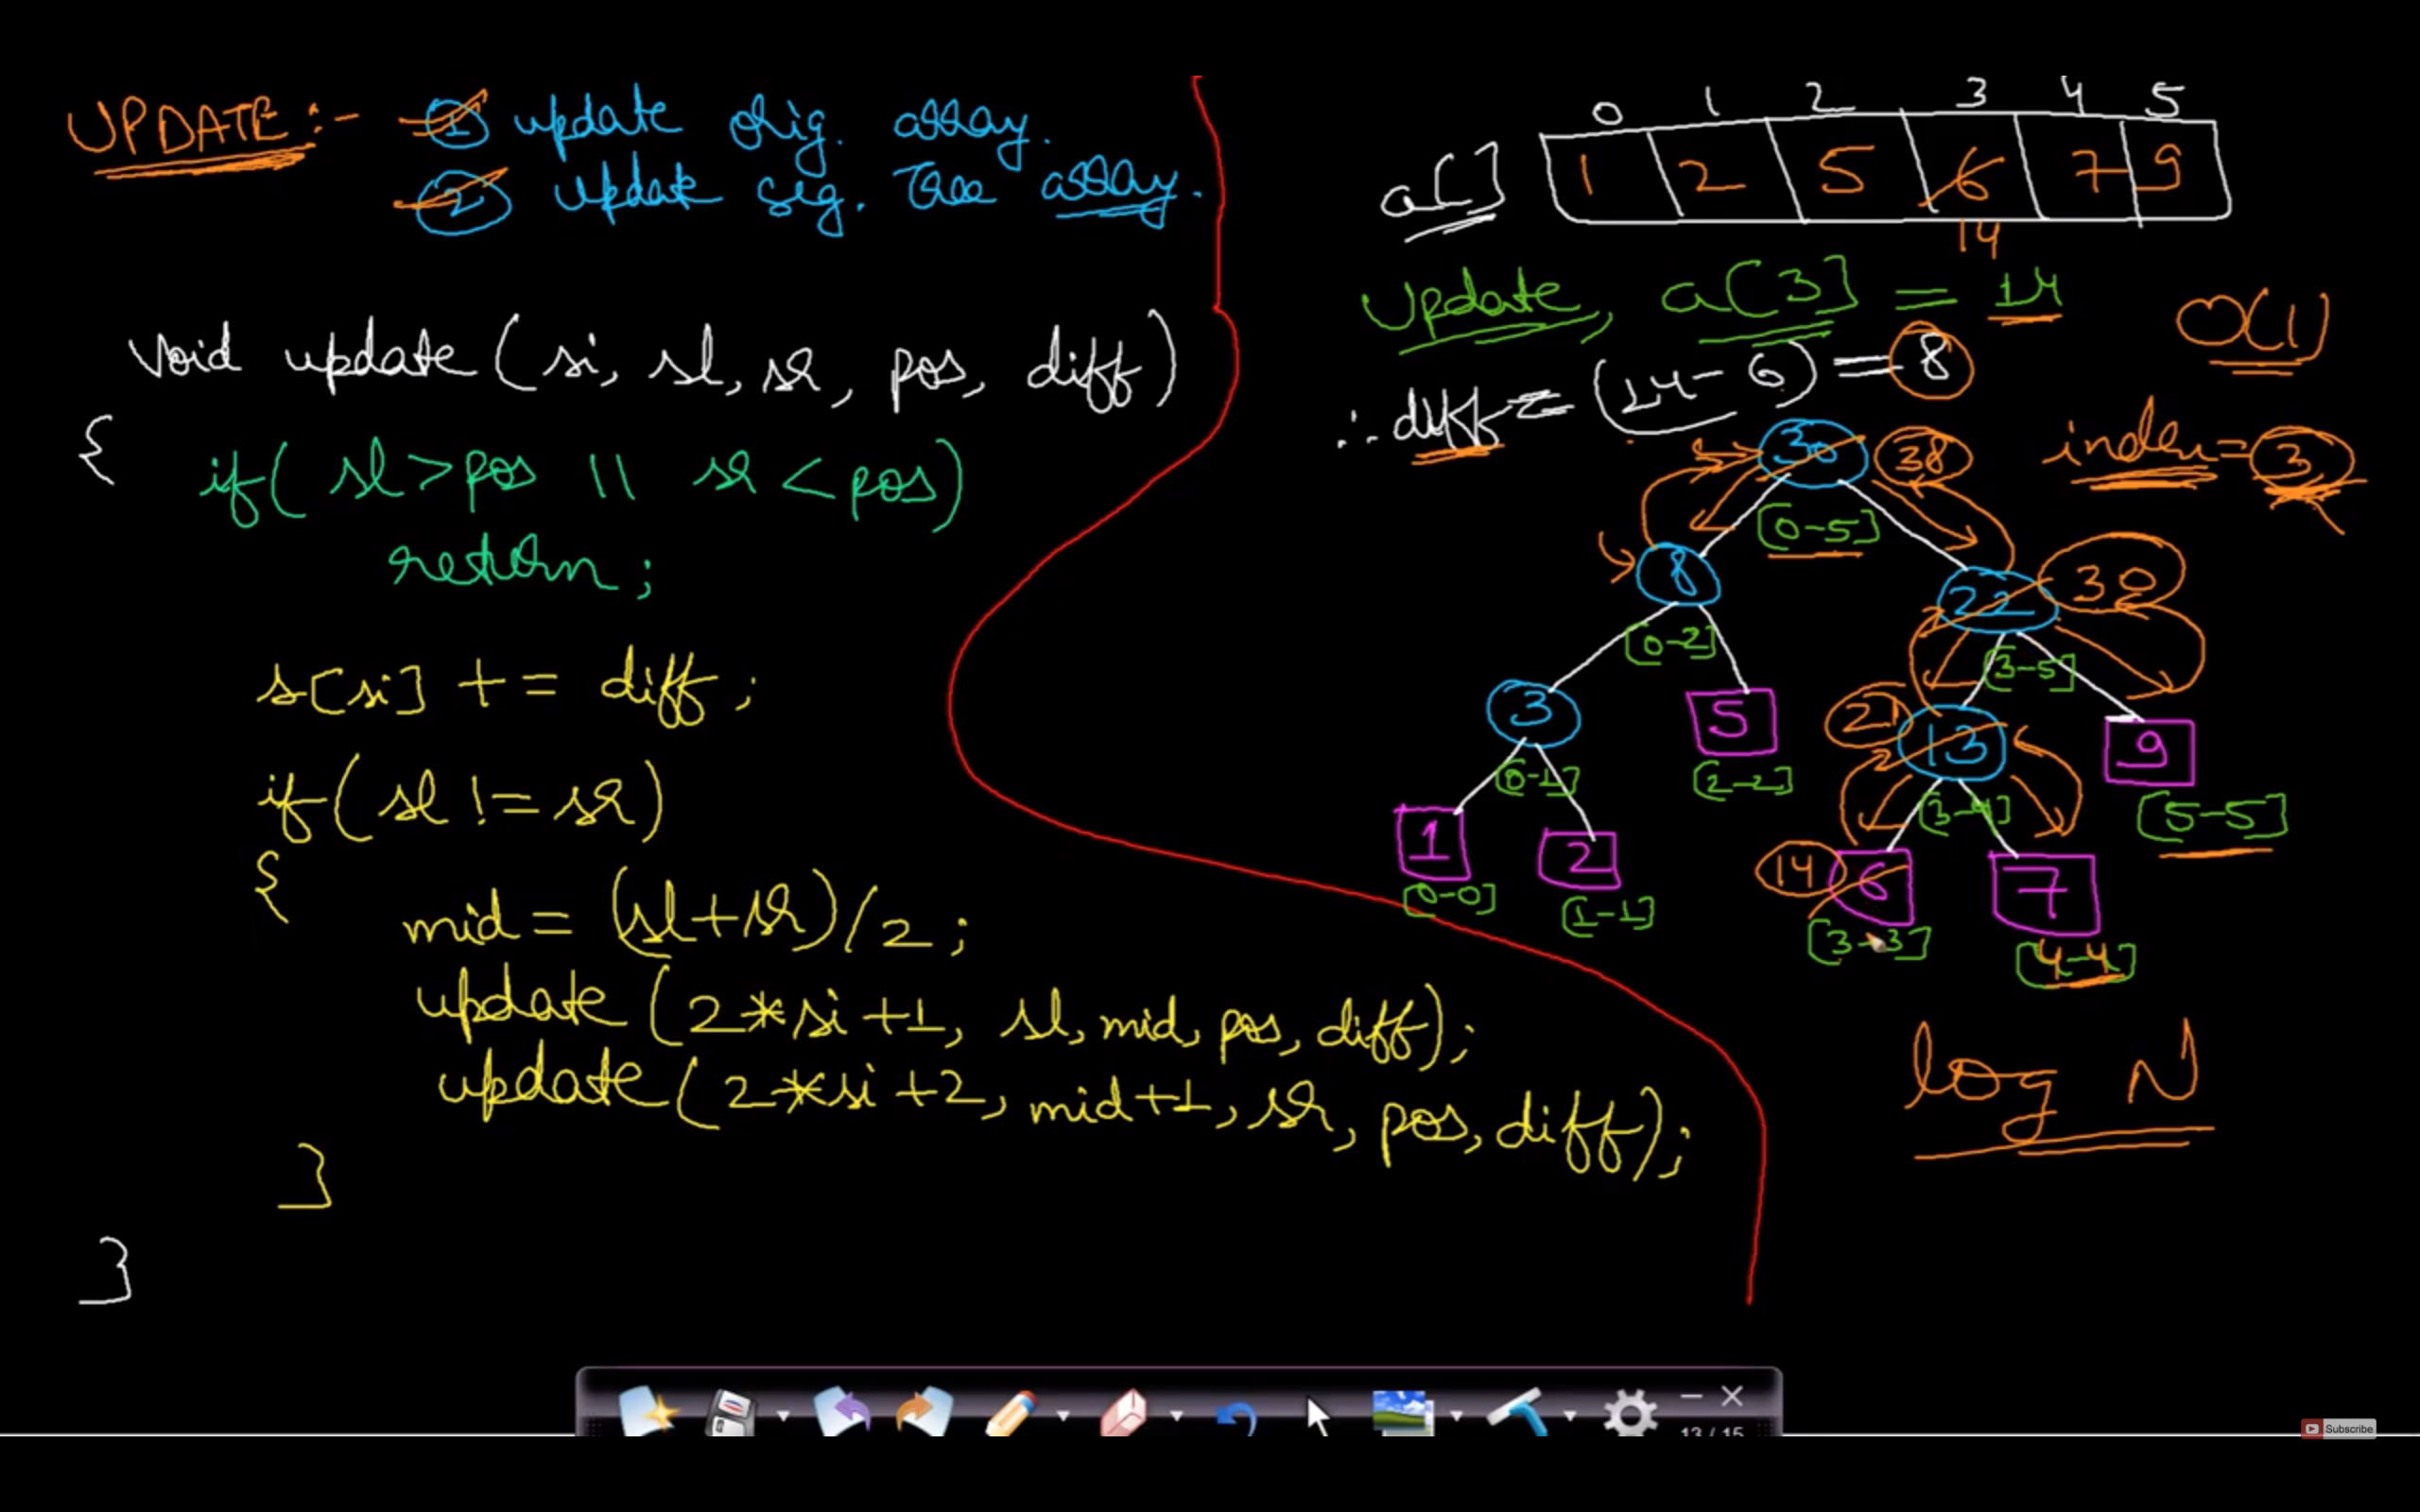 UPDATE:- ① update orig. array.
② Update seg. Tree array.
void update(si, sl, sr, pos, diff)
{
if( sl>pos || sr<pos)
return;
s[si] += diff;
if( sl != sr)
{
mid = (sl+sr)/2;
update(2*si+1, sl, mid, pos, diff);
update(2*si+2, mid+1, sr, pos, diff);
}
}
0 1 2 3 4 5
a[] 1 2 5 6 7 9
14
Update, a[3] = 14
O(1)
∴ diff = (14-6) = 8
index=3
30 38
[0-5]
8 22 30
[0-2] [3-5]
3 5 21 13 9
[0-1] [2-2] [3-4] [5-5]
1 2 14 6 7
[0-0] [1-1] [3-3] [4-4]
log N
13 / 15
Subscribe